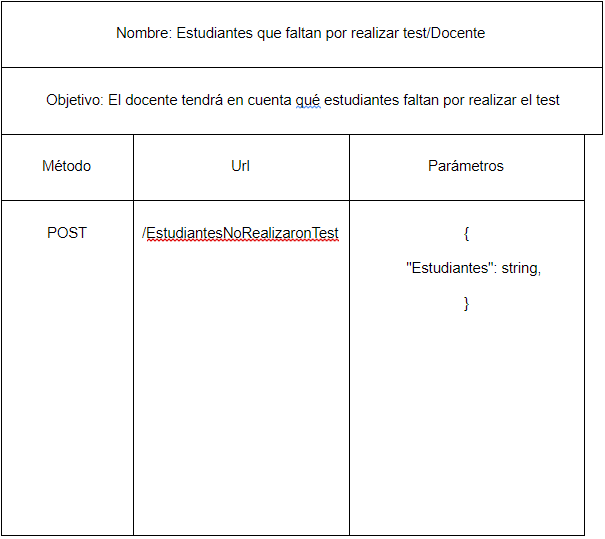 Nombre: Estudiantes que faltan por realizar test/Docente
Objetivo: El docente tendrá en cuenta qué estudiantes faltan por realizar el test
Método Url Parámetros
POST /EstudiantesNoRealizaronTest {
"Estudiantes": string,
}